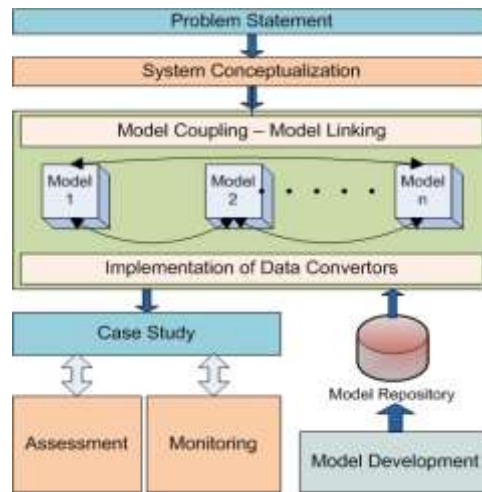 Problem Statement
System Conceptualization
Model Coupling – Model Linking
Model
1
Model
2
Model
n
Implementation of Data Convertors
Case Study
Model Repository
Assessment
Monitoring
Model Development